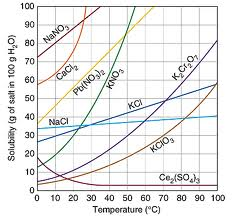 Solubility (g of salt in 100 g H₂O)
100
90
80
70
60
50
40
30
20
10
0
NaNO₃
CaCl₂
Pb(NO₃)₂
KNO₃
K₂Cr₂O₇
KCl
NaCl
KClO₃
Ce₂(SO₄)₃
0 10 20 30 40 50 60 70 80 90 100
Temperature (°C)